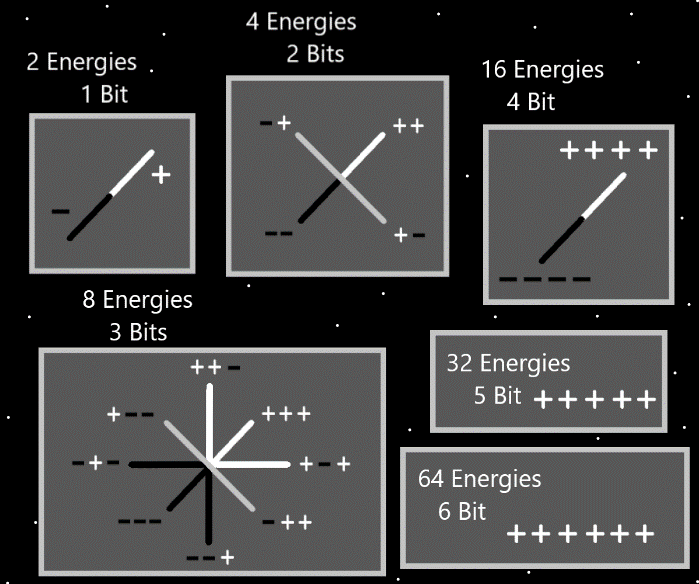 2 Energies
1 Bit
+
-
4 Energies
2 Bits
-+
++
--
+-
16 Energies
4 Bit
++++
----
8 Energies
3 Bits
++-
+--
+++
-+-
+-+
---
-++
--+
32 Energies
5 Bit +++++
64 Energies
6 Bit
++++++